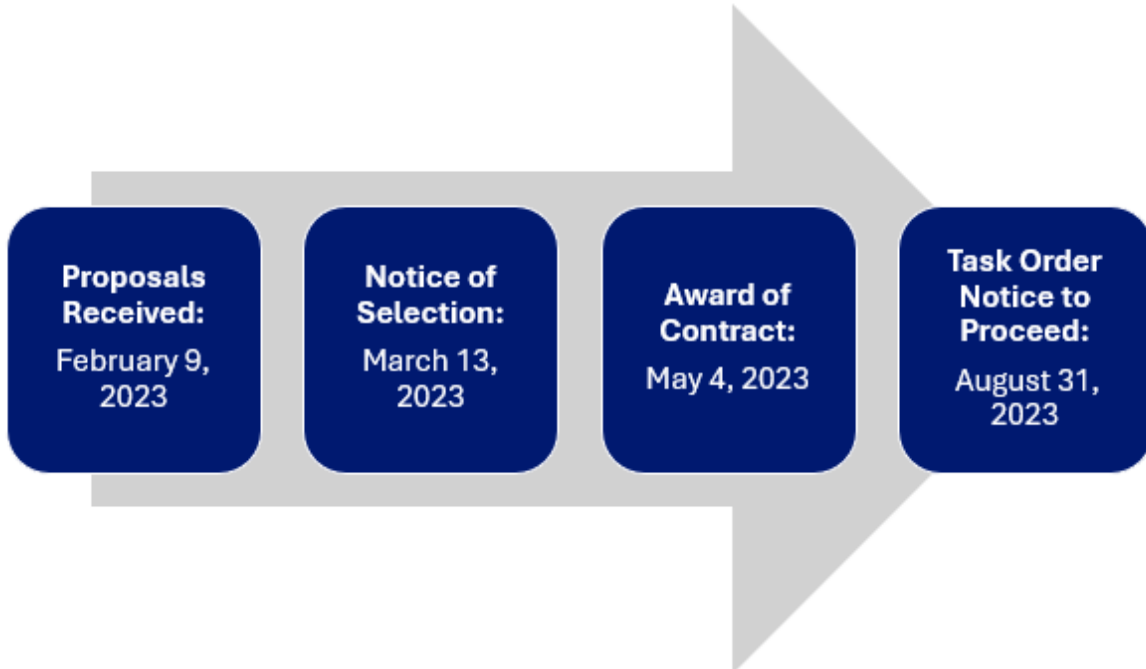 Proposals
Received:
February 9,
2023
Notice of
Selection:
March 13,
2023
Award of
Contract:
May 4, 2023
Task Order
Notice to
Proceed:
August 31,
2023